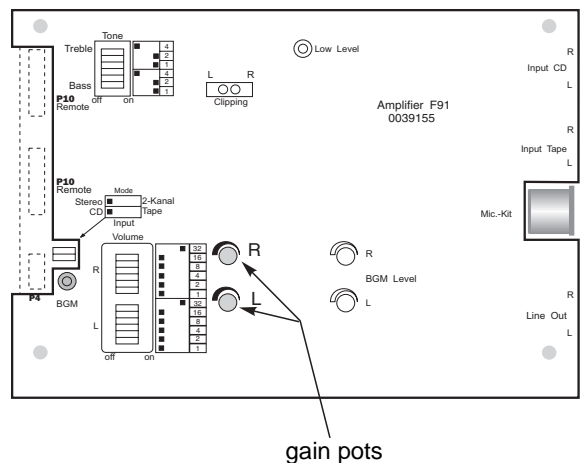 Tone
Treble
4
2
1
4
2
1
Bass
off on
P10
Remote
L R
Clipping
Low Level
Amplifier F91
0039155
R
Input CD
L
R
Input Tape
L
Mic.-Kit
R
Line Out
L
P10
Remote
Mode
Stereo 2-Kanal
CD Tape
Input
P4
BGM
Volume
R
L
off on
32
16
8
4
2
1
32
16
8
4
2
1
R
L
R
BGM Level
L
gain pots